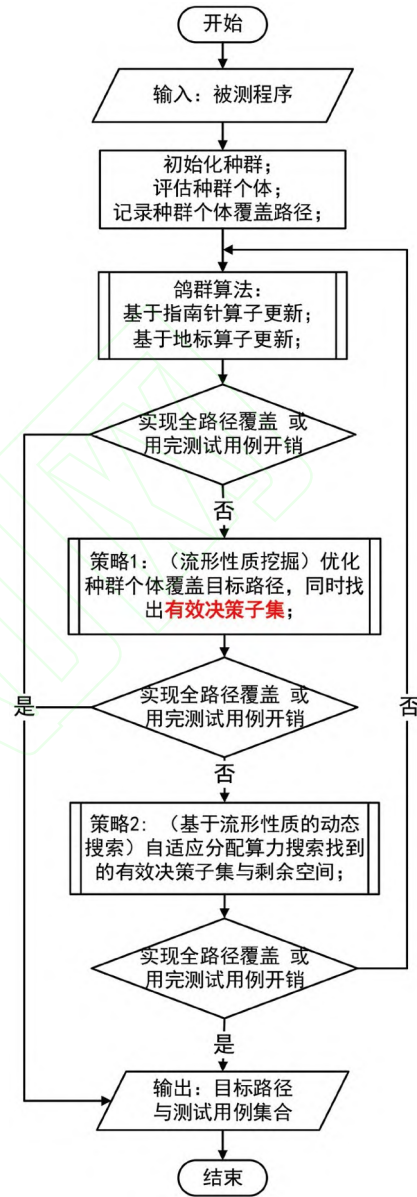 开始
输入: 被测程序
初始化种群;
评估种群个体;
记录种群个体覆盖路径;
鸽群算法:
基于指南针算子更新;
基于地标算子更新;
实现全路径覆盖 或
用完测试用例开销
否
策略1: (流形性质挖掘)优化
种群个体覆盖目标路径, 同时找
出有效决策子集;
是
实现全路径覆盖 或
用完测试用例开销
否
否
策略2: (基于流形性质的动态
搜索)自适应分配算力搜索找到
的有效决策子集与剩余空间;
实现全路径覆盖 或
用完测试用例开销
是
输出: 目标路径
与测试用例集合
结束